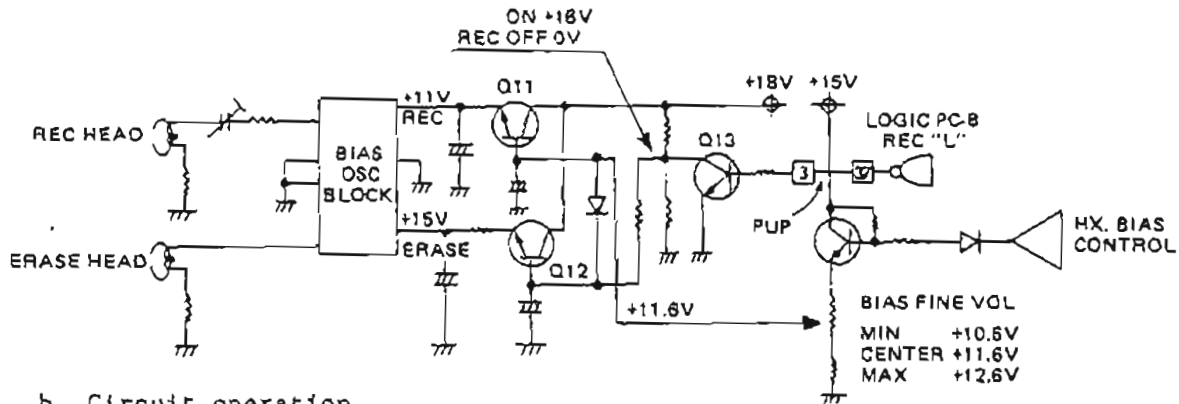 ON +18V
REC OFF 0V
Q11
+18V
+15V
+11V
REC
Q13
LOGIC PC-B
REC "L"
REC HEAD
BIAS
OSC
BLOCK
3
PUP
+15V
ERASE
HX. BIAS
CONTROL
ERASE HEAD
Q12
+11.6V
BIAS FINE VOL
MIN +10.6V
CENTER +11.6V
MAX +12.6V
b. Circuit operation